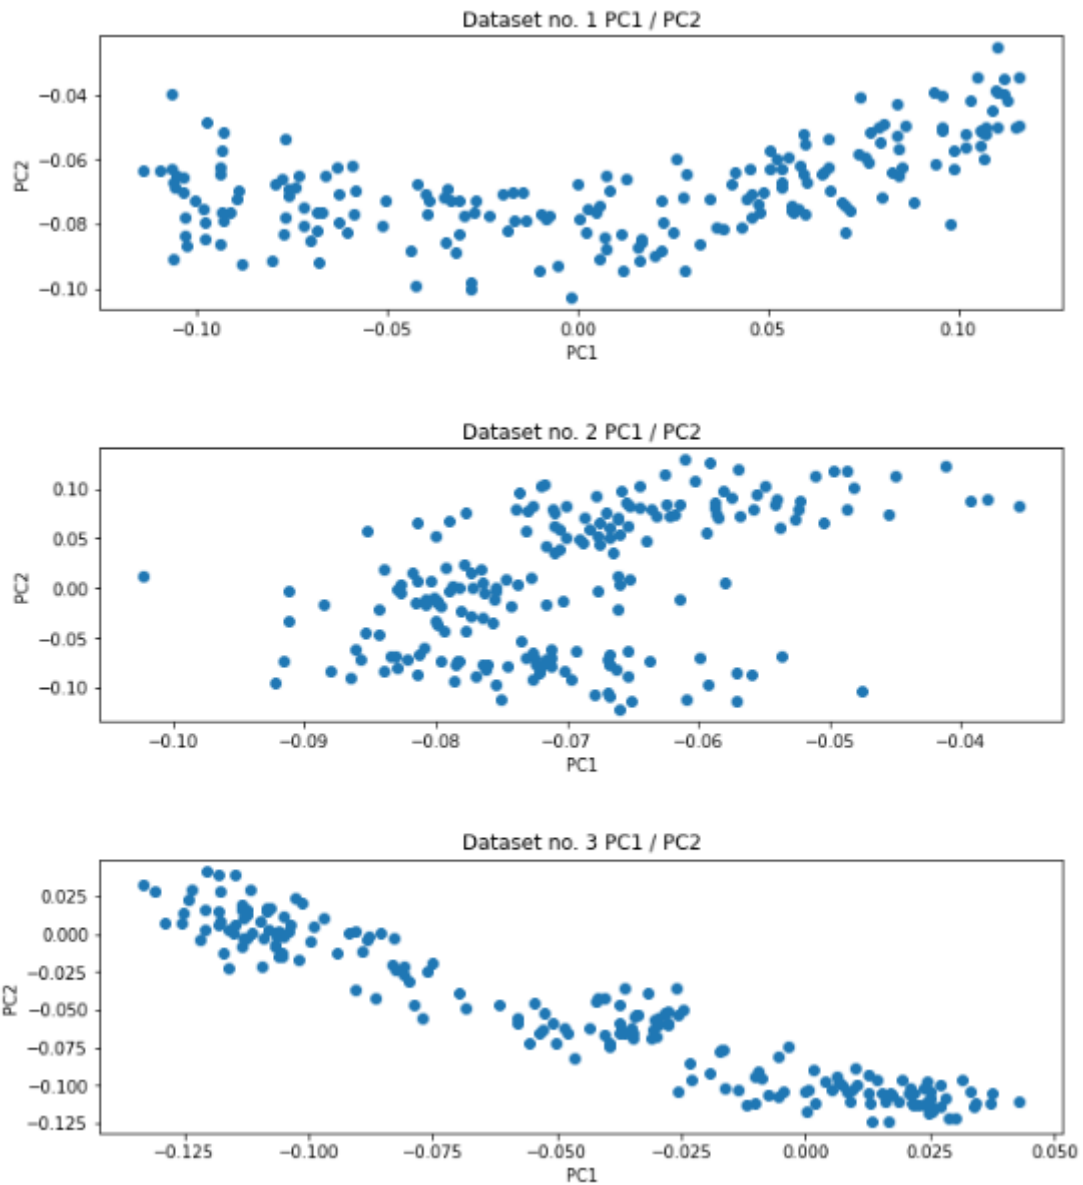 Dataset no. 1 PC1 / PC2
−0.04
−0.06
−0.08
−0.10
PC2
−0.10 −0.05 0.00 0.05 0.10
PC1
Dataset no. 2 PC1 / PC2
0.10
0.05
0.00
−0.05
−0.10
PC2
−0.10 −0.09 −0.08 −0.07 −0.06 −0.05 −0.04
PC1
Dataset no. 3 PC1 / PC2
0.025
0.000
−0.025
−0.050
−0.075
−0.100
−0.125
PC2
−0.125 −0.100 −0.075 −0.050 −0.025 0.000 0.025 0.050
PC1